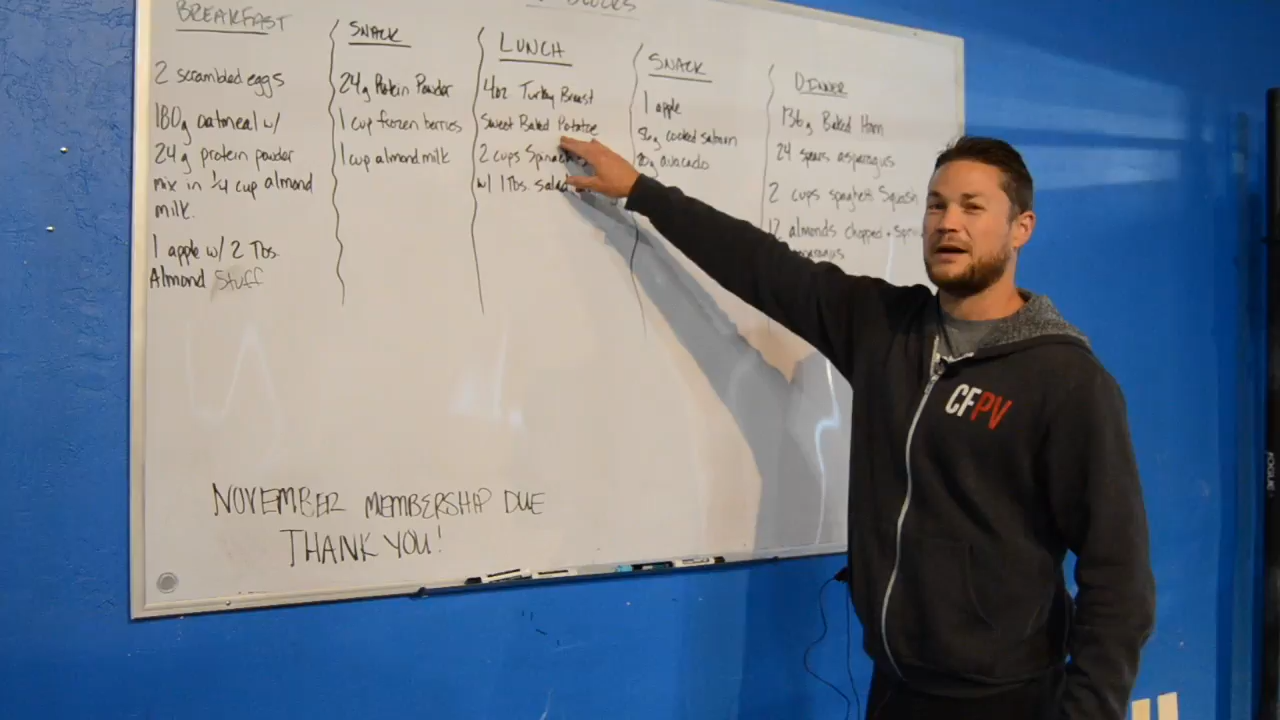 BLOCKS
BREAKFAST
2 scrambled eggs
180g oatmeal w/
24g protein powder
mix in 1/4 cup almond
milk.
1 apple w/ 2 Tbs.
Almond Stuff
SNACK
24g Protein Powder
1 cup frozen berries
1 cup almond milk
LUNCH
4oz Turkey Breast
Sweet Baked Potatoe
2 cups Spinach
w/ 1 Tbs. salad
SNACK
1 apple
cooked salmon
avocado
DINNER
136g Baked Ham
24 spears asparagus
2 cups spaghetti Squash
12 almonds chopped +
NOVEMBER MEMBERSHIP DUE
THANK YOU!
CFPV